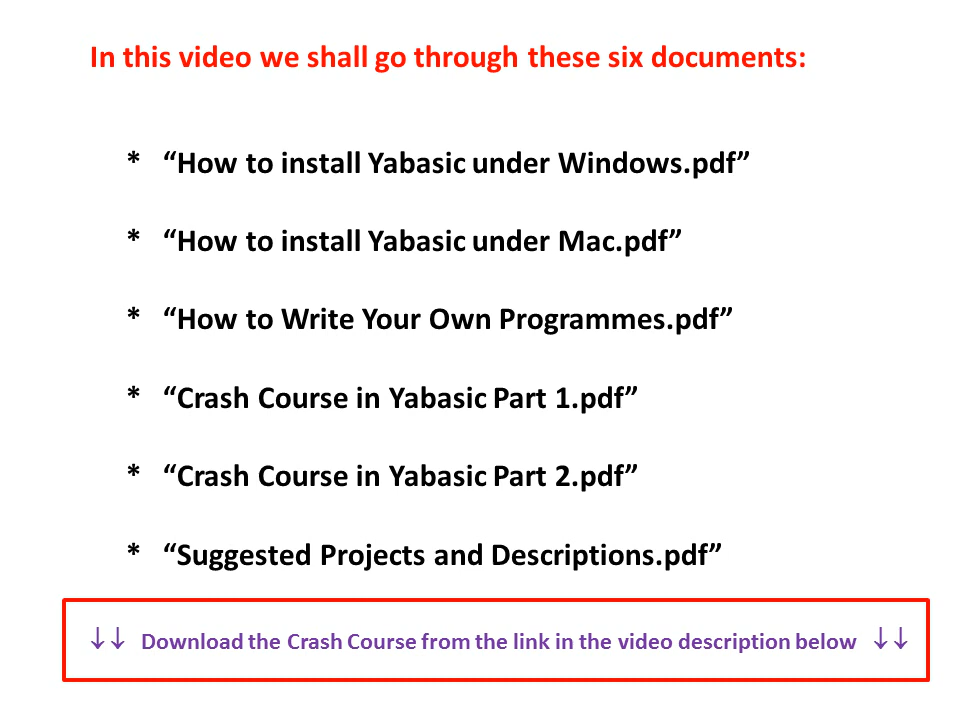 In this video we shall go through these six documents:
* “How to install Yabasic under Windows.pdf”
* “How to install Yabasic under Mac.pdf”
* “How to Write Your Own Programmes.pdf”
* “Crash Course in Yabasic Part 1.pdf”
* “Crash Course in Yabasic Part 2.pdf”
* “Suggested Projects and Descriptions.pdf”
↓↓ Download the Crash Course from the link in the video description below ↓↓